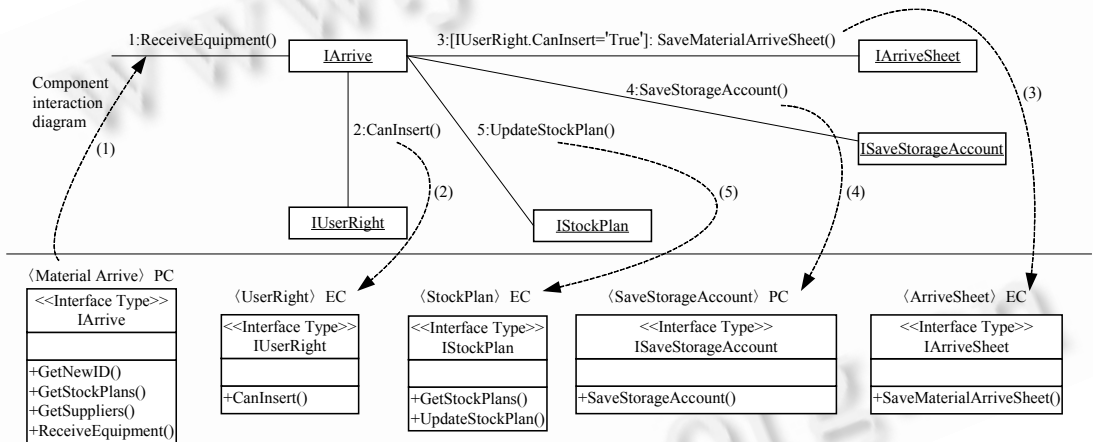 1:ReceiveEquipment()
IArrive
3:[IUserRight.CanInsert='True']: SaveMaterialArriveSheet()
IArriveSheet
Component
interaction
diagram
(1)
2:CanInsert()
(2)
5:UpdateStockPlan()
(5)
4:SaveStorageAccount()
(4)
(3)
ISaveStorageAccount
IUserRight
IStockPlan
〈Material Arrive〉 PC
<<Interface Type>>
IArrive
+GetNewID()
+GetStockPlans()
+GetSuppliers()
+ReceiveEquipment()
〈UserRight〉 EC
<<Interface Type>>
IUserRight
+CanInsert()
〈StockPlan〉 EC
<<Interface Type>>
IStockPlan
+GetStockPlans()
+UpdateStockPlan()
〈SaveStorageAccount〉 PC
<<Interface Type>>
ISaveStorageAccount
+SaveStorageAccount()
〈ArriveSheet〉 EC
<<Interface Type>>
IArriveSheet
+SaveMaterialArriveSheet()